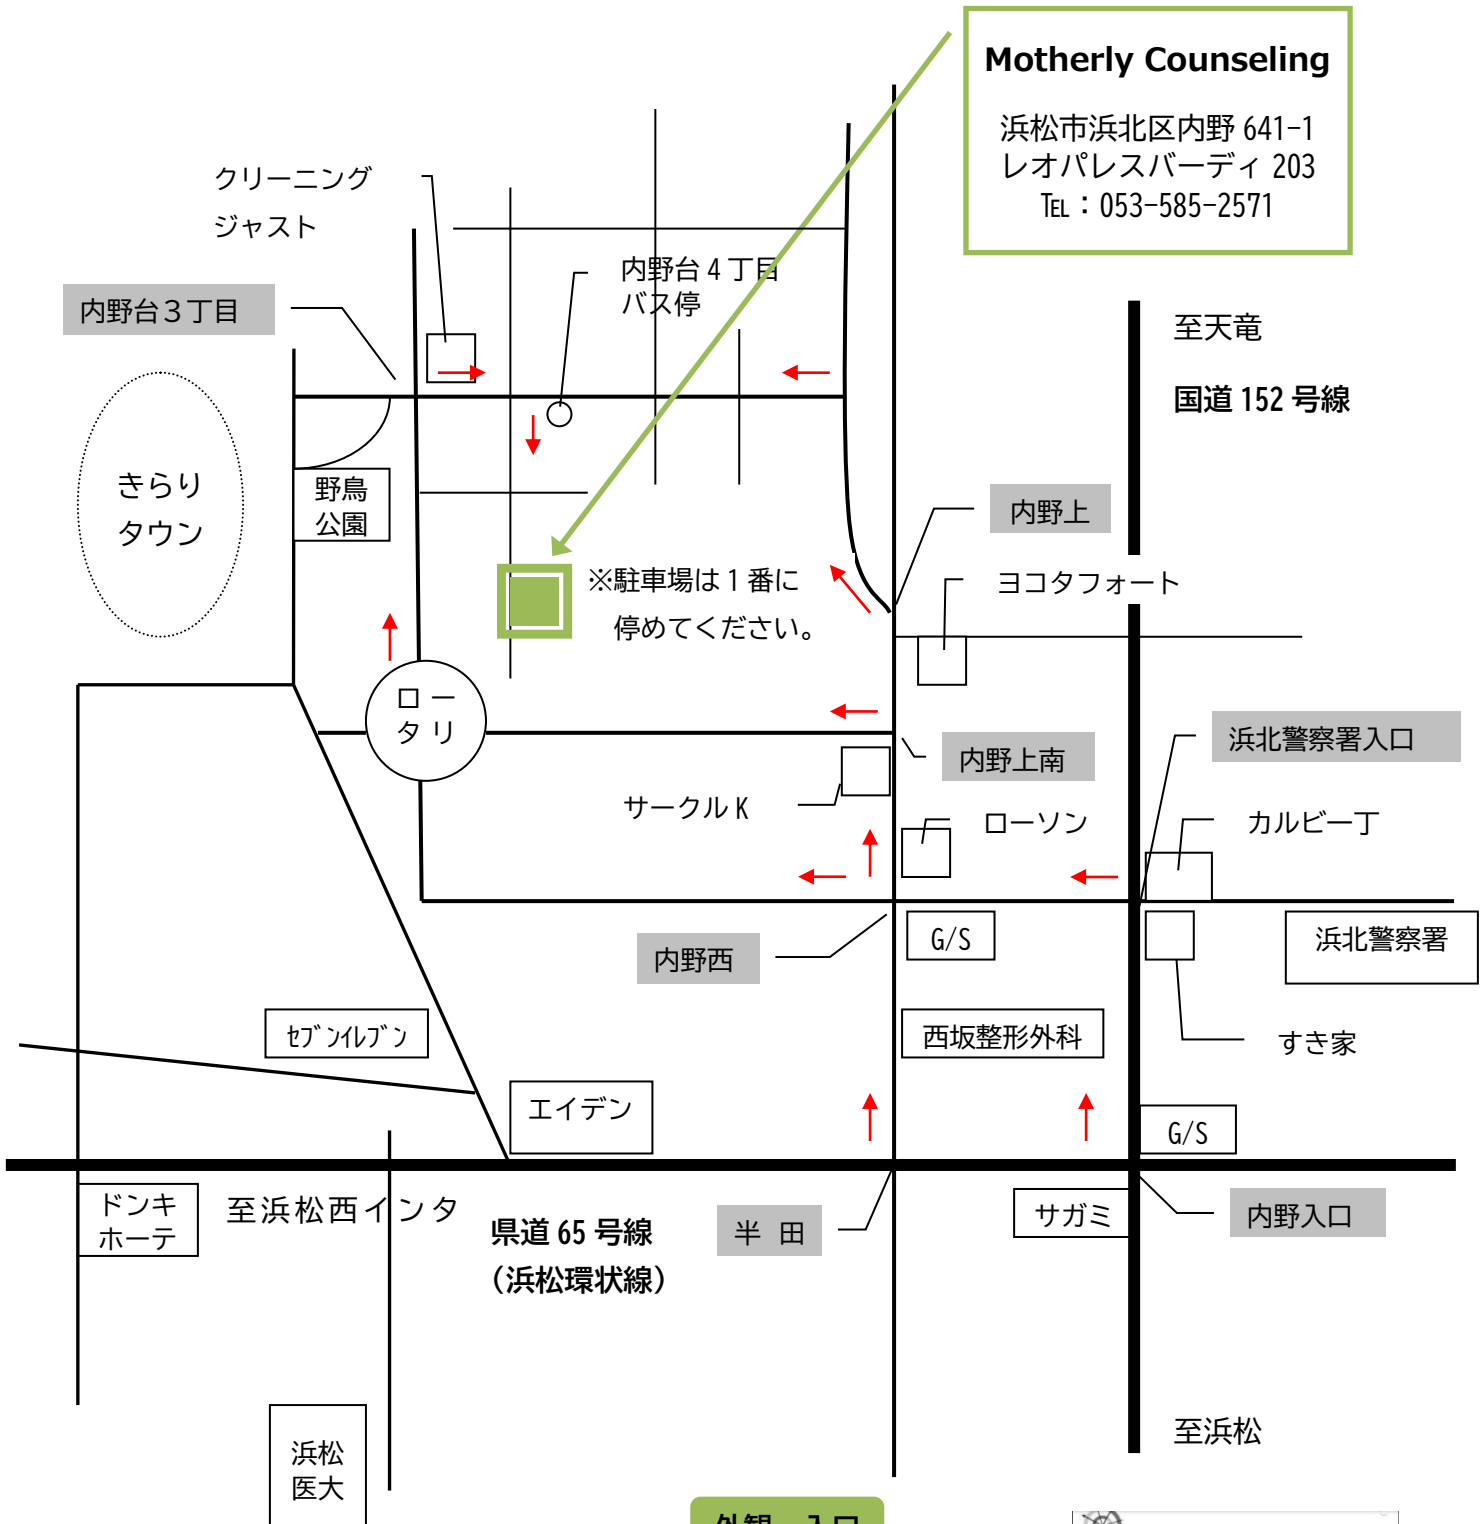 Motherly Counseling
浜松市浜北区内野 641-1
レオパレスバーディ 203
℡：053-585-2571
クリーニング
ジャスト
内野台４丁目
バス停
内野台３丁目
至天竜
国道 152 号線
きらり
タウン
野鳥
公園
内野上
※駐車場は１番に
停めてください。
ヨコタフォート
ロー
タリ
内野上南
浜北警察署入口
サークル K
ローソン
カルビー丁
内野西
G/S
浜北警察署
ｾﾌﾞﾝｲﾚﾌﾞﾝ
西坂整形外科
すき家
エイデン
G/S
ドンキ
ホーテ
至浜松西インタ
県道 65 号線
（浜松環状線）
半 田
サガミ
内野入口
至浜松
浜松
医大